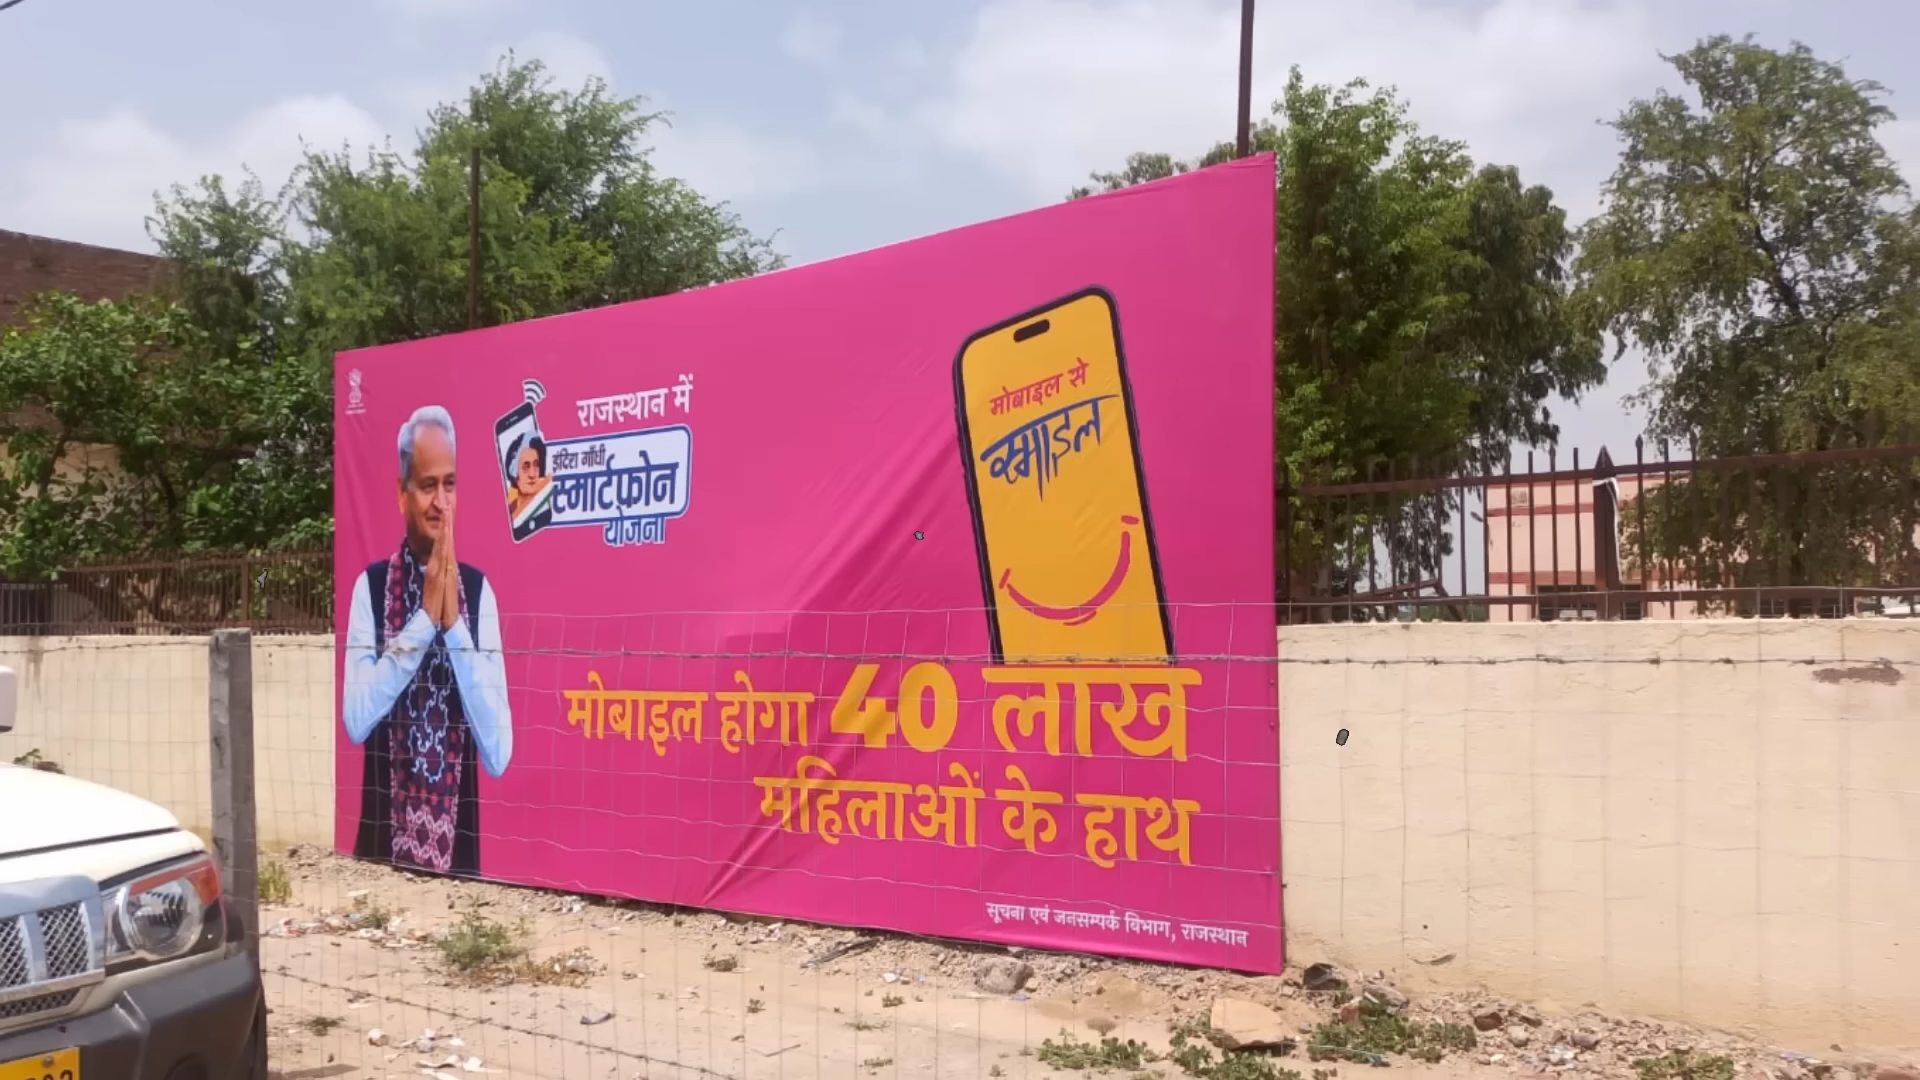 राजस्थान में
इंदिरा गाँधी
स्मार्टफोन
योजना
मोबाइल से
स्माइल
मोबाइल होगा 40 लाख
महिलाओं के हाथ
सूचना एवं जनसम्पर्क विभाग, राजस्थान